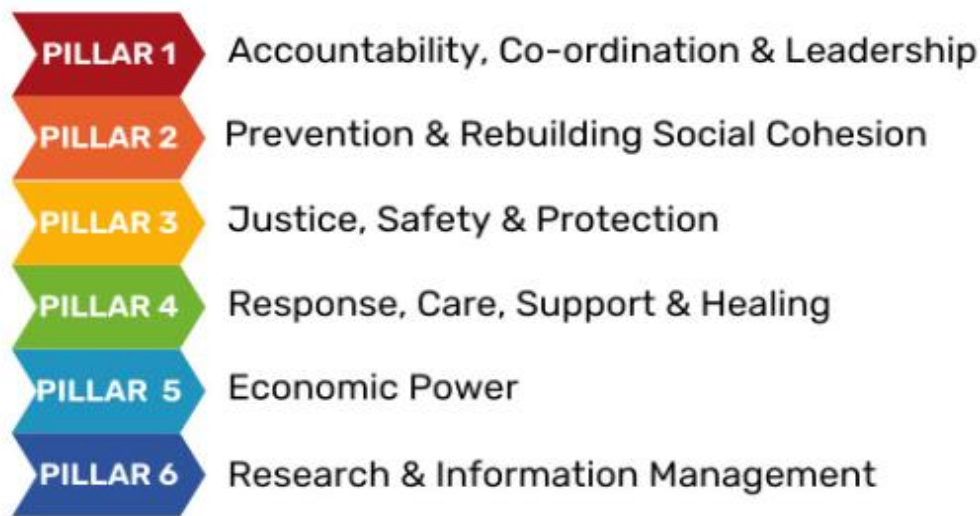 PILLAR 1 Accountability, Co-ordination & Leadership
PILLAR 2 Prevention & Rebuilding Social Cohesion
PILLAR 3 Justice, Safety & Protection
PILLAR 4 Response, Care, Support & Healing
PILLAR 5 Economic Power
PILLAR 6 Research & Information Management